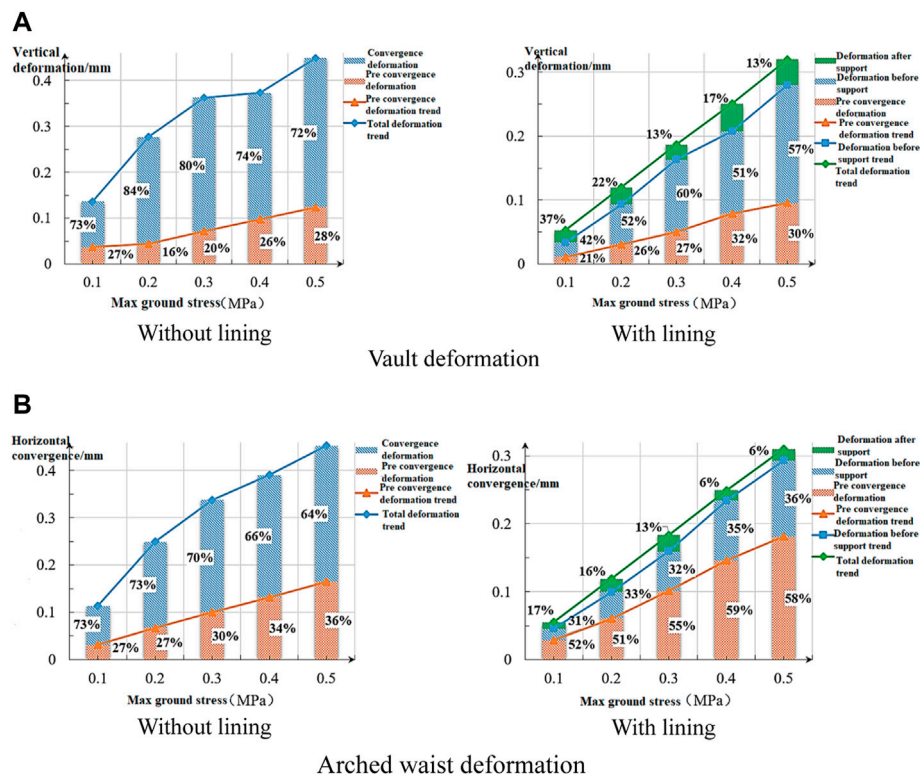 A
Vertical
deformation/mm
0.4
0.3
0.2
0.1
0
73%
84%
80%
74%
72%
27%
16%
20%
26%
28%
0.1
0.2
0.3
0.4
0.5
Max ground stress(MPa)
Without lining
Convergence
deformation
Pre convergence
deformation
Pre convergence
deformation trend
Total deformation
trend
Vertical
deformation/mm
0.3
0.2
0.1
0
37%
22%
13%
17%
13%
42%
52%
60%
51%
57%
21%
26%
27%
32%
30%
0.1
0.2
0.3
0.4
0.5
Max ground stress(MPa)
With lining
Deformation after
support
Deformation before
support
Pre convergence
deformation
Pre convergence
deformation trend
Deformation before
support trend
Total deformation
trend
Vault deformation
B
Horizontal
convergence/mm
0.4
0.3
0.2
0.1
0
73%
73%
70%
66%
64%
27%
27%
30%
34%
36%
0.1
0.2
0.3
0.4
0.5
Max ground stress(MPa)
Without lining
Convergence
deformation
Pre convergence
deformation
Pre convergence
deformation trend
Total deformation
trend
Horizontal
convergence/mm
0.3
0.2
0.1
0
17%
16%
13%
6%
6%
31%
33%
32%
35%
36%
52%
51%
55%
59%
58%
0.1
0.2
0.3
0.4
0.5
Max ground stress(MPa)
With lining
Deformation after
support
Deformation before
support
Pre convergence
deformation
Pre convergence
deformation trend
Deformation before
support trend
Total deformation
trend
Arched waist deformation